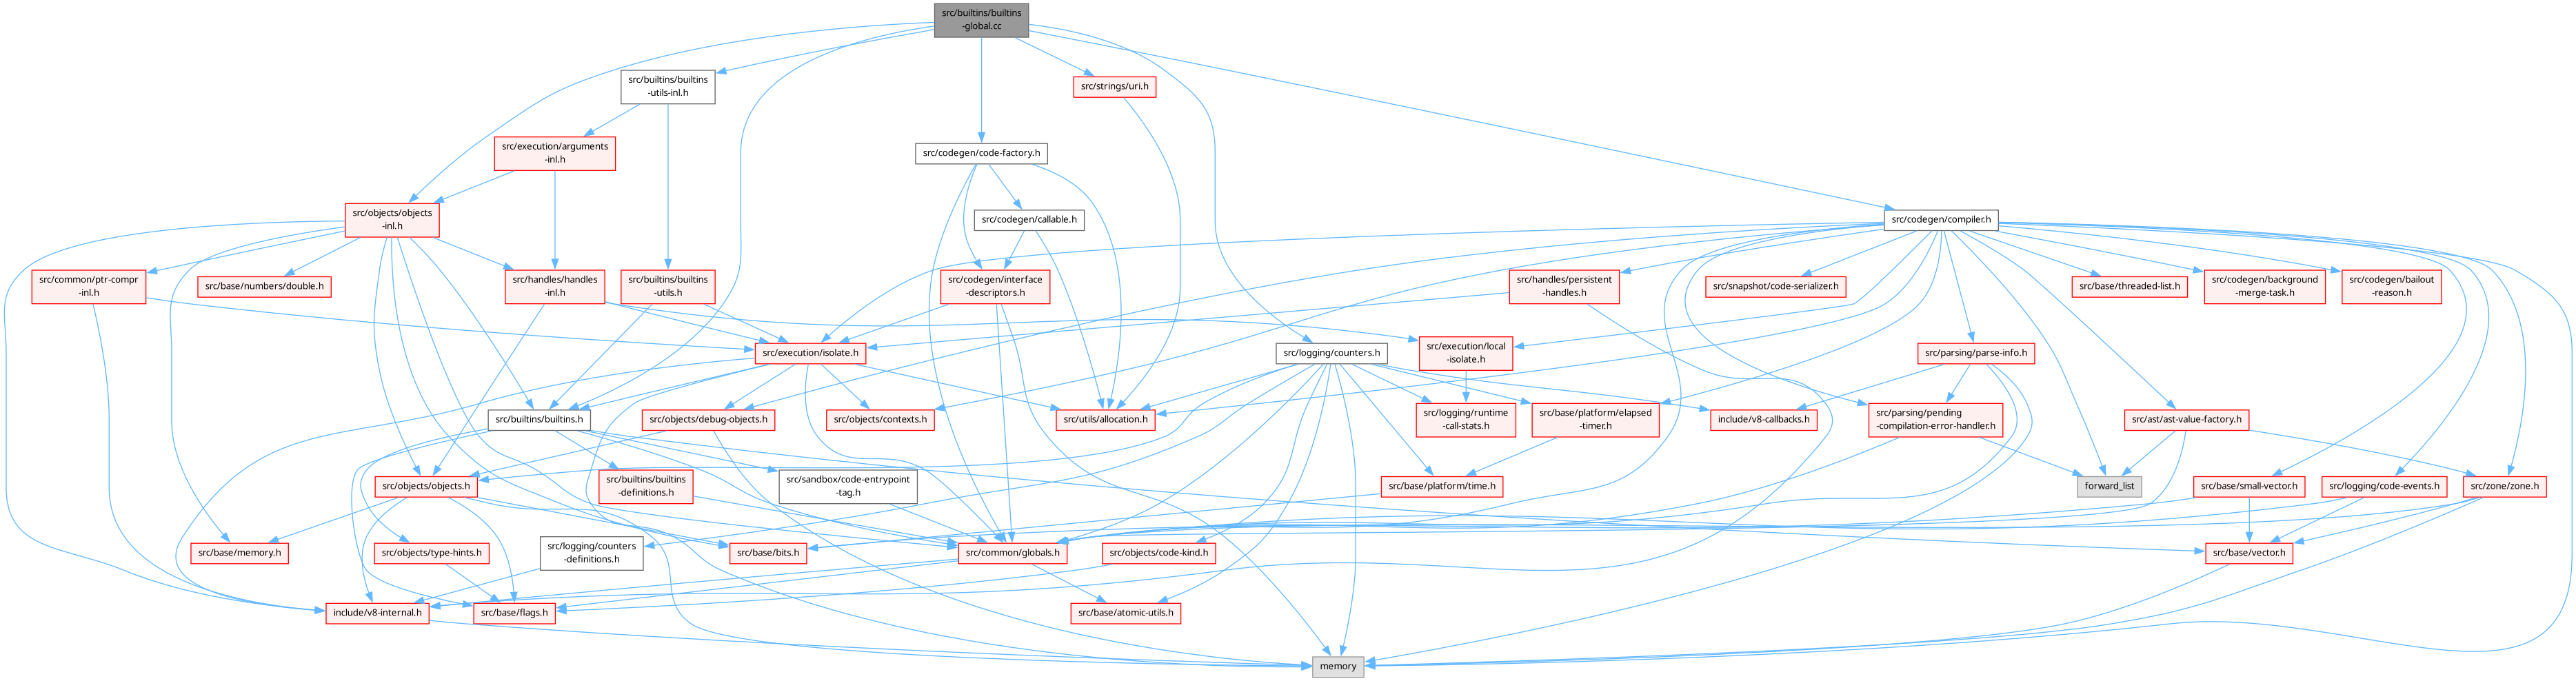 src/builtins/builtins
-global.cc
src/builtins/builtins
-utils-inl.h
src/strings/uri.h
src/execution/arguments
-inl.h
src/codegen/code-factory.h
src/objects/objects
-inl.h
src/codegen/callable.h
src/codegen/compiler.h
src/common/ptr-compr
-inl.h
src/base/numbers/double.h
src/handles/handles
-inl.h
src/builtins/builtins
-utils.h
src/codegen/interface
-descriptors.h
src/handles/persistent
-handles.h
src/snapshot/code-serializer.h
src/base/threaded-list.h
src/codegen/background
-merge-task.h
src/codegen/bailout
-reason.h
src/execution/isolate.h
src/logging/counters.h
src/execution/local
-isolate.h
src/parsing/parse-info.h
src/builtins/builtins.h
src/objects/debug-objects.h
src/objects/contexts.h
src/utils/allocation.h
src/logging/runtime
-call-stats.h
src/base/platform/elapsed
-timer.h
include/v8-callbacks.h
src/parsing/pending
-compilation-error-handler.h
src/ast/ast-value-factory.h
src/objects/objects.h
src/builtins/builtins
-definitions.h
src/sandbox/code-entrypoint
-tag.h
src/base/platform/time.h
forward_list
src/base/small-vector.h
src/logging/code-events.h
src/zone/zone.h
src/base/memory.h
src/objects/type-hints.h
src/logging/counters
-definitions.h
src/base/bits.h
src/common/globals.h
src/objects/code-kind.h
src/base/vector.h
include/v8-internal.h
src/base/flags.h
src/base/atomic-utils.h
memory